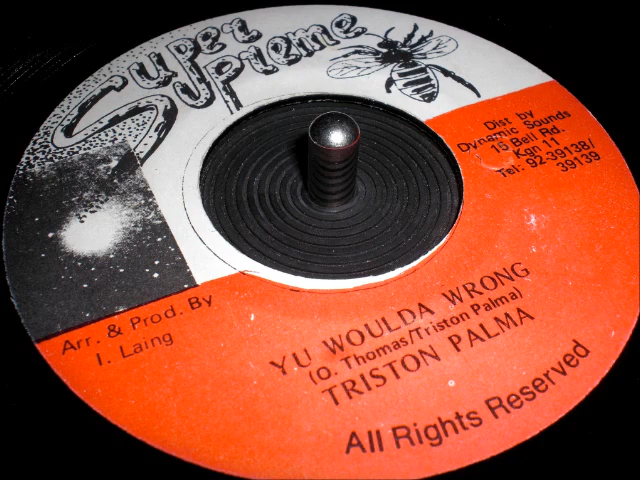 Super
Supreme
Dist by
Dynamic Sounds
15 Bell Rd.
Kgn 11
Tel: 92-39138/
39139
Arr. & Prod. By
I. Laing
YU WOULDA WRONG
(O. Thomas/Triston Palma)
TRISTON PALMA
All Rights Reserved